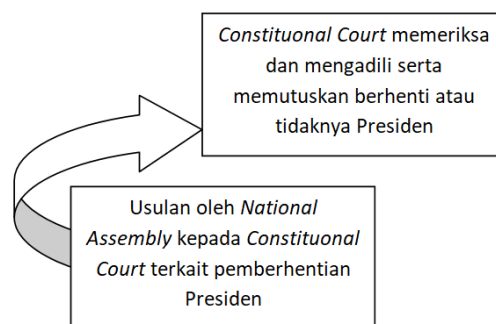 Constituonal Court memeriksa
dan mengadili serta
memutuskan berhenti atau
tidaknya Presiden
Usulan oleh National
Assembly kepada Constituonal
Court terkait pemberhentian
Presiden